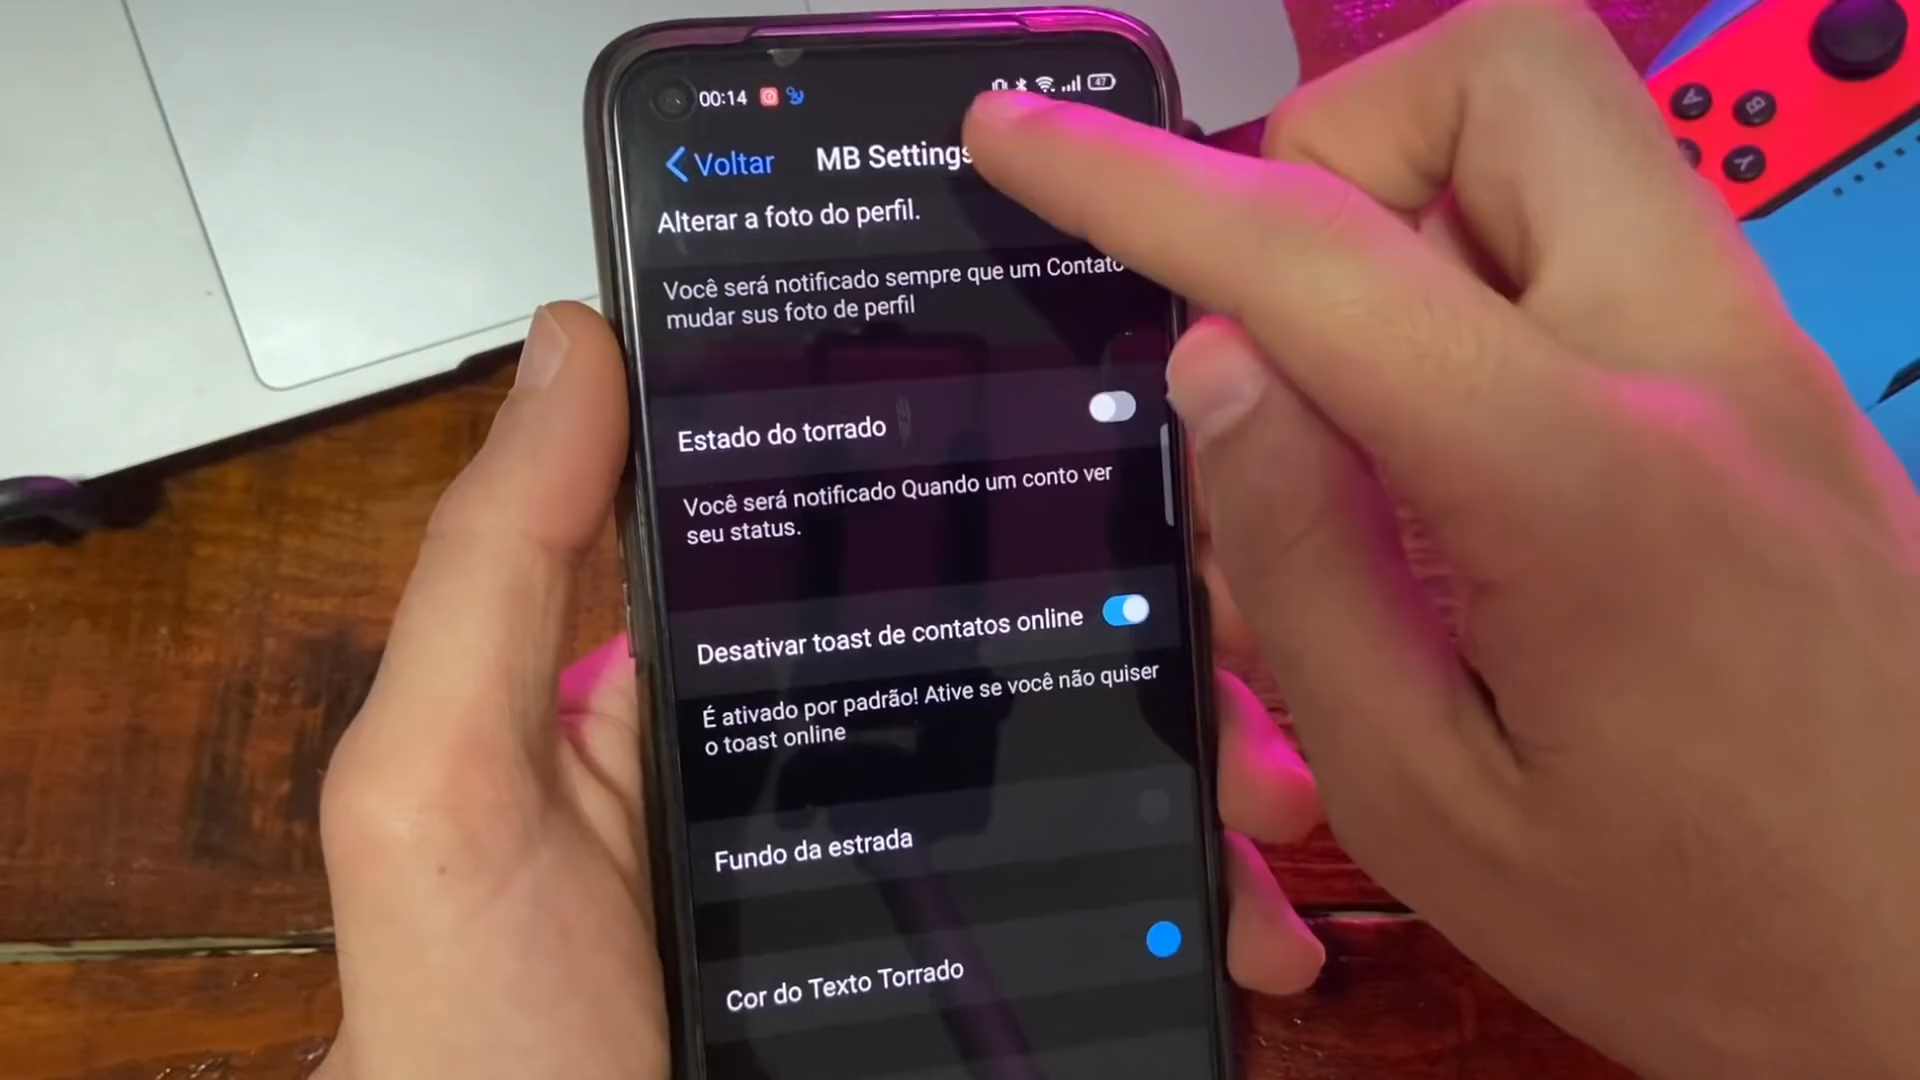 00:14
47
Voltar
MB Settings
Alterar a foto do perfil.
Você será notificado sempre que um Contato
mudar sus foto de perfil
Estado do torrado
Você será notificado Quando um conto ver
seu status.
Desativar toast de contatos online
É ativado por padrão! Ative se você não quiser
o toast online
Fundo da estrada
Cor do Texto Torrado
A
B
Y